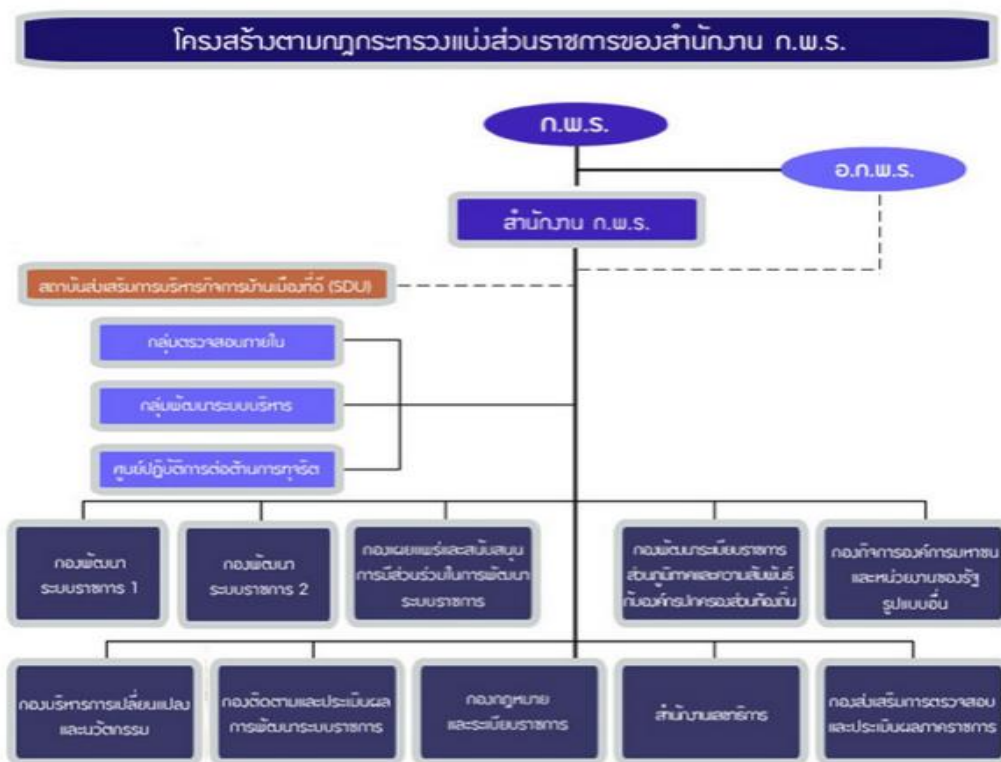 โครงสร้างตามกฎกระทรวงแบ่งส่วนราชการของสำนักงาน ก.พ.ร.
ก.พ.ร.
อ.ก.พ.ร.
สำนักงาน ก.พ.ร.
สถาบันส่งเสริมการบริหารกิจการบ้านเมืองที่ดี (SDU)
กลุ่มตรวจสอบภายใน
กลุ่มพัฒนาระบบบริหาร
ศูนย์ปฏิบัติการต่อต้านการทุจริต
กองพัฒนา
ระบบราชการ 1
กองพัฒนา
ระบบราชการ 2
กองเผยแพร่และสนับสนุน
การมีส่วนร่วมในการพัฒนา
ระบบราชการ
กองพัฒนาระเบียบราชการ
ส่วนภูมิภาคและความสัมพันธ์
กับองค์กรปกครองส่วนท้องถิ่น
กองกิจการองค์การมหาชน
และหน่วยงานของรัฐ
รูปแบบอื่น
กองบริหารการเปลี่ยนแปลง
และนวัตกรรม
กองติดตามและประเมินผล
การพัฒนาระบบราชการ
กองกฎหมาย
และระเบียบราชการ
สำนักงานเลขาธิการ
กองส่งเสริมการตรวจสอบ
และประเมินผลภาคราชการ